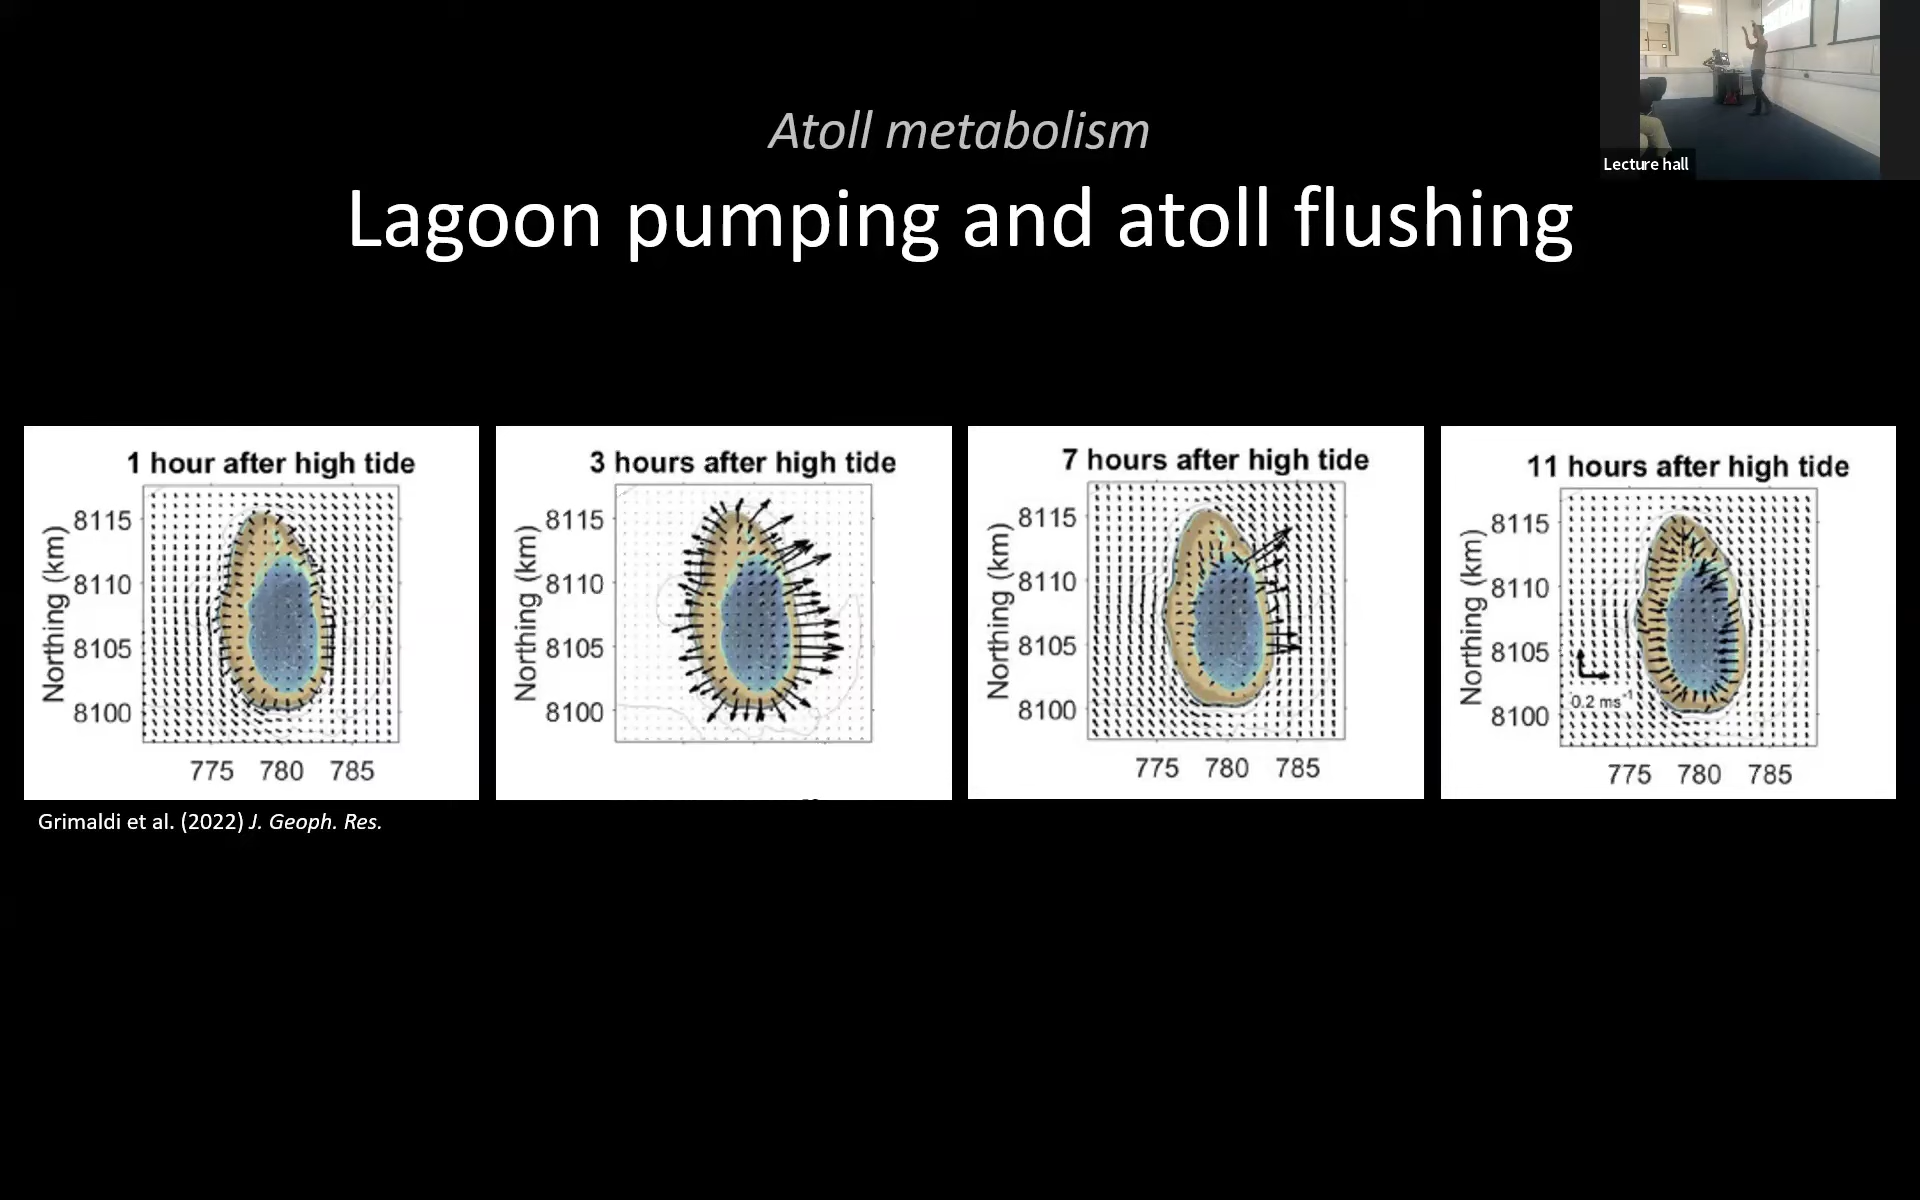 Atoll metabolism
Lagoon pumping and atoll flushing
Lecture hall
1 hour after high tide
Northing (km)
8115
8110
8105
8100
775 780 785
3 hours after high tide
Northing (km)
8115
8110
8105
8100
7 hours after high tide
Northing (km)
8115
8110
8105
8100
775 780 785
11 hours after high tide
Northing (km)
8115
8110
8105
8100
0.2 ms⁻¹
775 780 785
Grimaldi et al. (2022) J. Geoph. Res.